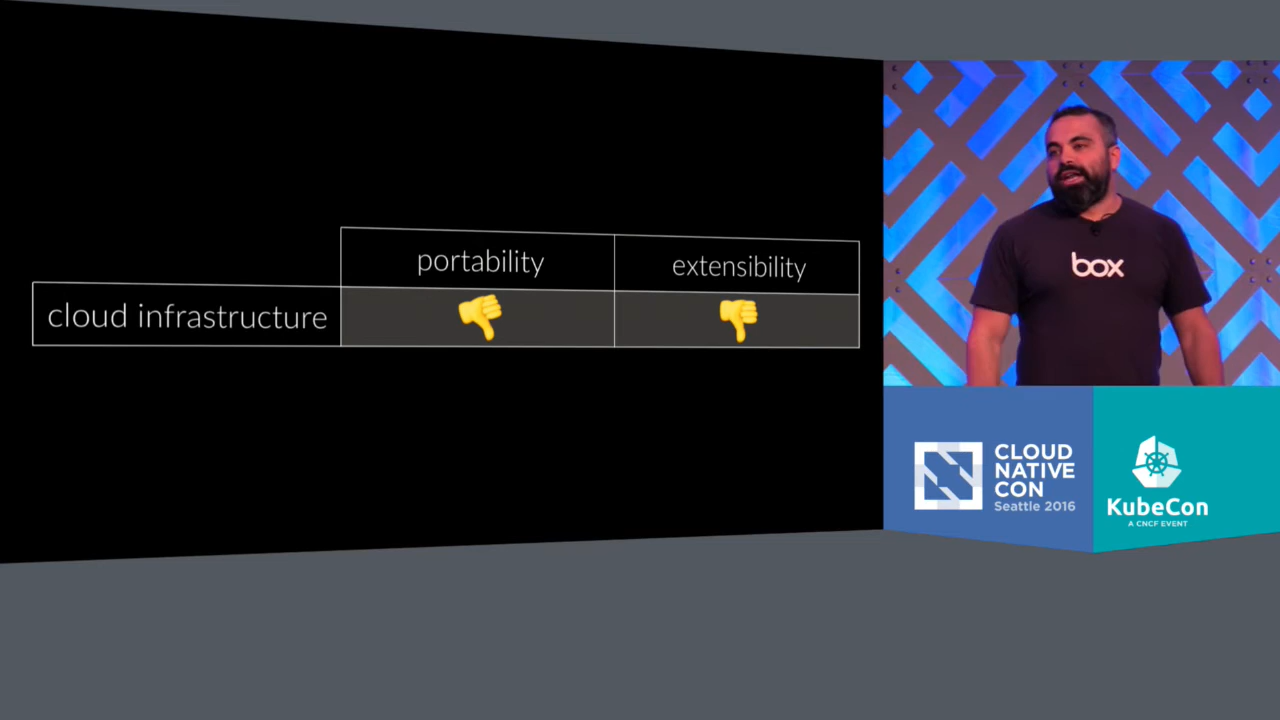 portability
extensibility
cloud infrastructure
box
CLOUD
NATIVE
CON
Seattle 2016
KubeCon
A CNCF EVENT